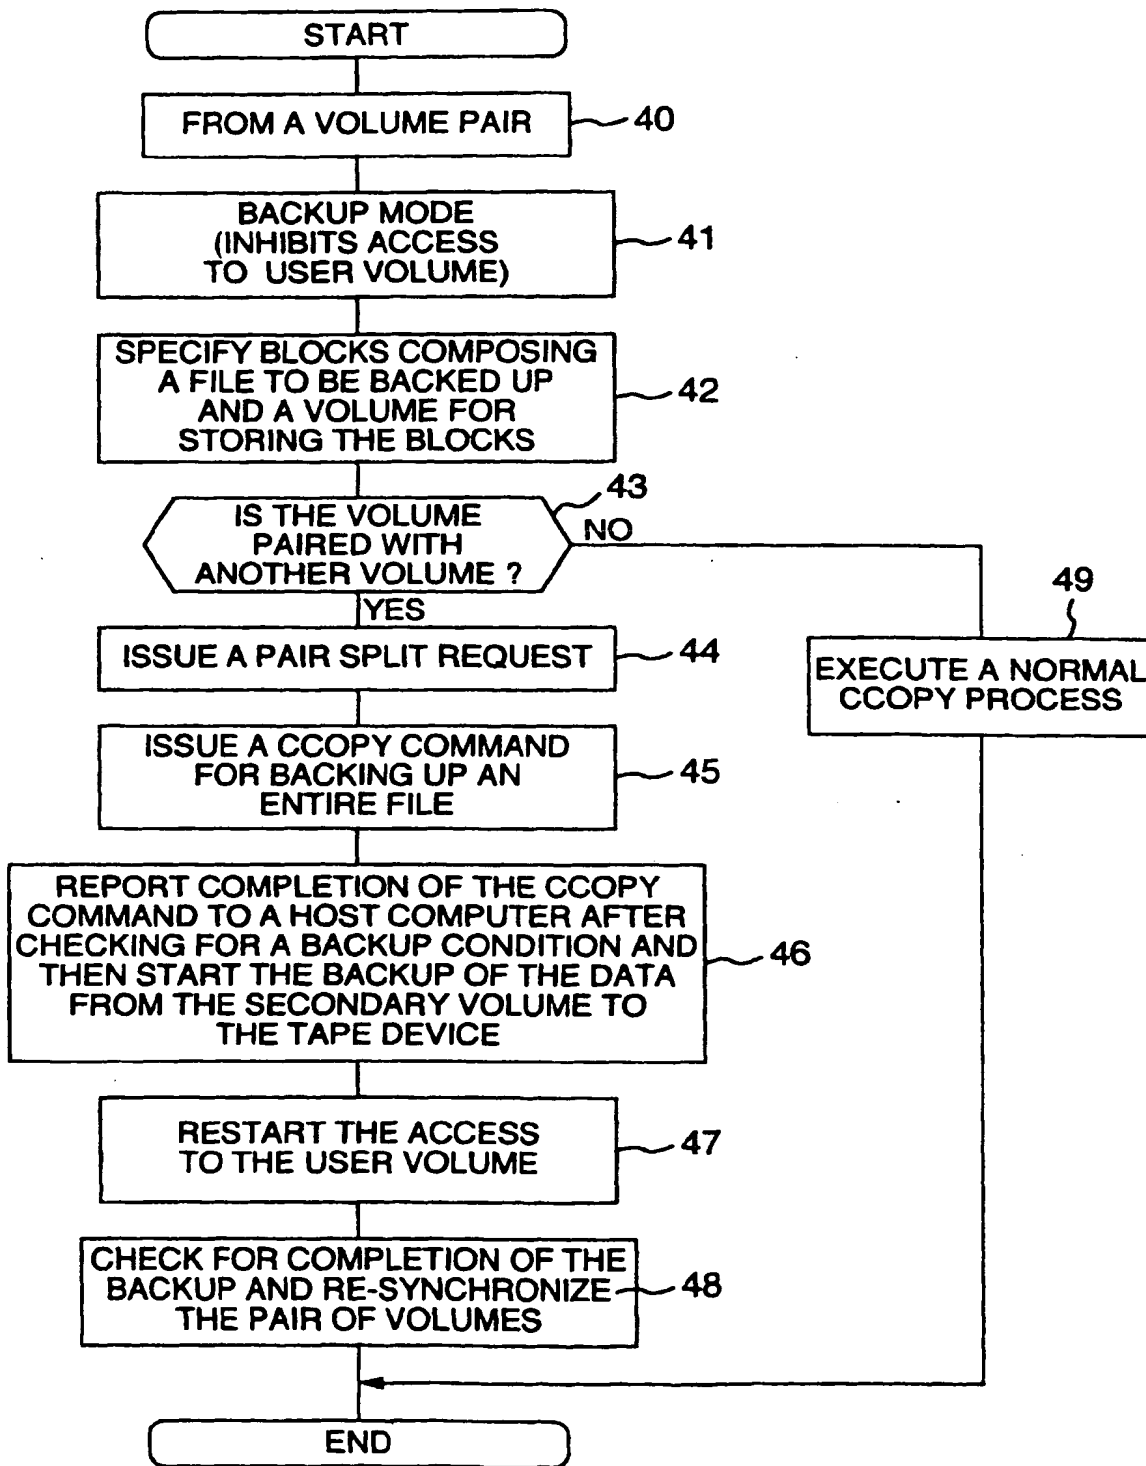 START
FROM A VOLUME PAIR
40
BACKUP MODE
(INHIBITS ACCESS
TO USER VOLUME)
41
SPECIFY BLOCKS COMPOSING
A FILE TO BE BACKED UP
AND A VOLUME FOR
STORING THE BLOCKS
42
43
IS THE VOLUME
PAIRED WITH
ANOTHER VOLUME ?
NO
YES
49
EXECUTE A NORMAL
CCOPY PROCESS
ISSUE A PAIR SPLIT REQUEST
44
ISSUE A CCOPY COMMAND
FOR BACKING UP AN
ENTIRE FILE
45
REPORT COMPLETION OF THE CCOPY
COMMAND TO A HOST COMPUTER AFTER
CHECKING FOR A BACKUP CONDITION AND
THEN START THE BACKUP OF THE DATA
FROM THE SECONDARY VOLUME TO
THE TAPE DEVICE
46
RESTART THE ACCESS
TO THE USER VOLUME
47
CHECK FOR COMPLETION OF THE
BACKUP AND RE-SYNCHRONIZE
THE PAIR OF VOLUMES
48
END